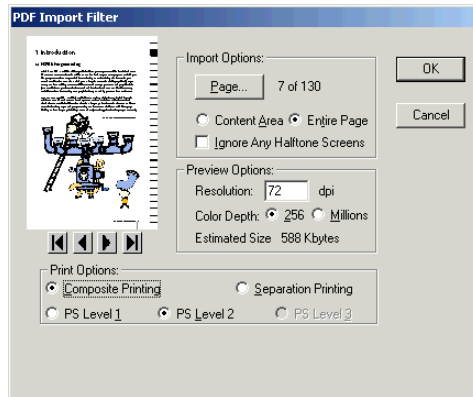 PDF Import Filter
1 Introduction
Import Options:
Page... 7 of 130
Content Area Entire Page
Ignore Any Halftone Screens
OK
Cancel
Preview Options:
Resolution: 72 dpi
Color Depth: 256 Millions
Estimated Size 588 Kbytes
Print Options:
Composite Printing Separation Printing
PS Level 1 PS Level 2 PS Level 3